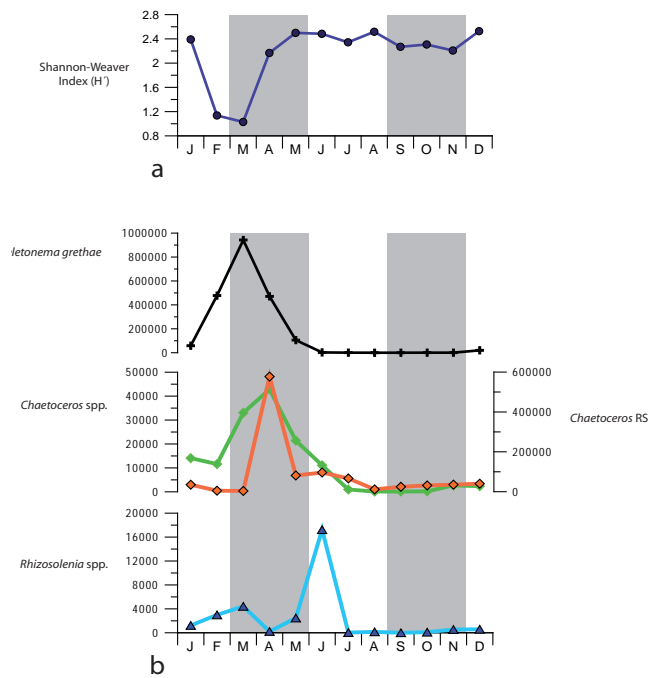 2.8
2.4
2
1.6
1.2
0.8
Shannon-Weaver
Index (H´)
J F M A M J J A S O N D
a
1000000
800000
600000
400000
200000
0
letonema grethae
50000
40000
30000
20000
10000
0
Chaetoceros spp.
600000
400000
200000
0
Chaetoceros RS
20000
16000
12000
8000
4000
0
Rhizosolenia spp.
J F M A M J J A S O N D
b